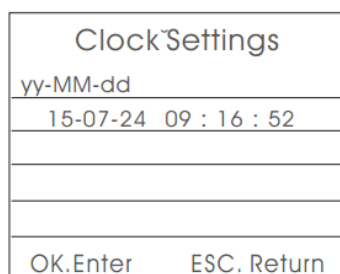 Clock Settings
yy-MM-dd
15-07-24 09 : 16 : 52
OK.Enter ESC. Return